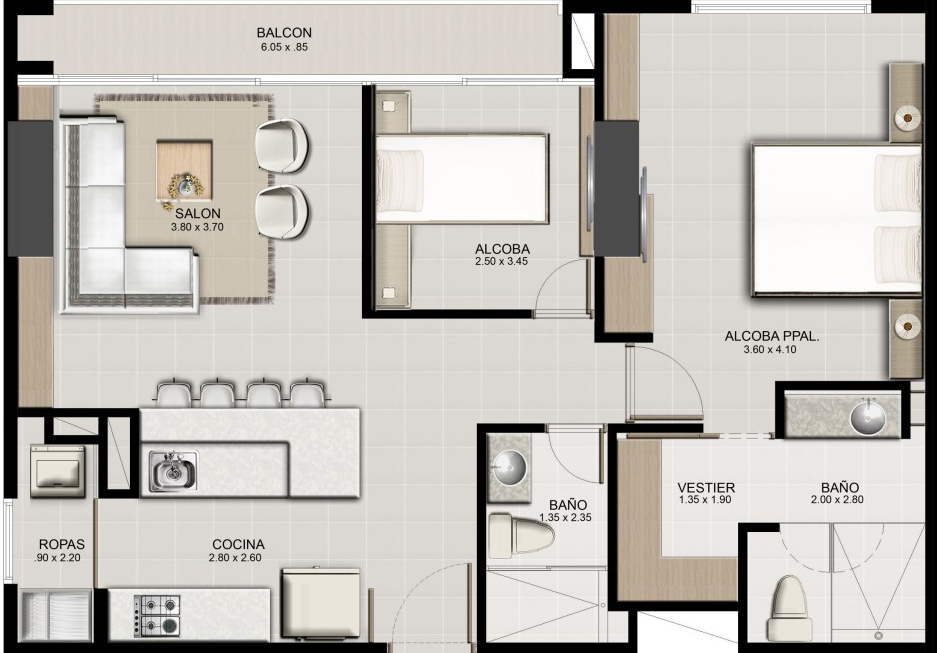 BALCON
6.05 x .85
SALON
3.80 x 3.70
ALCOBA
2.50 x 3.45
ALCOBA PPAL.
3.60 x 4.10
VESTIER
1.35 x 1.90
BAÑO
2.00 x 2.80
BAÑO
1.35 x 2.35
ROPAS
.90 x 2.20
COCINA
2.80 x 2.60